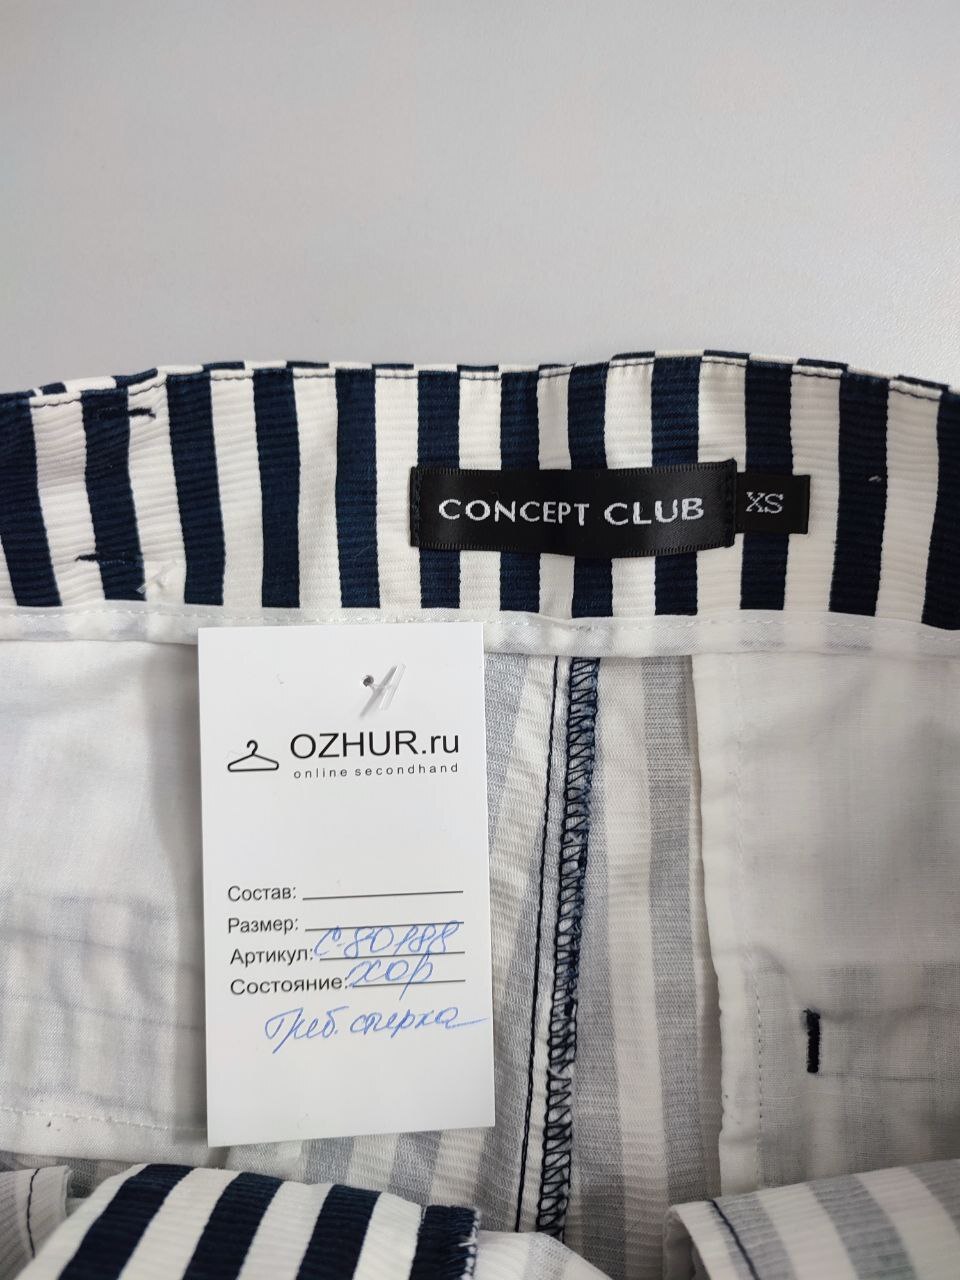 CONCEPT CLUB
XS
OZHUR.ru
online secondhand
Состав:
Размер:
Артикул: С-80188
Состояние: хор
Треб. стирка